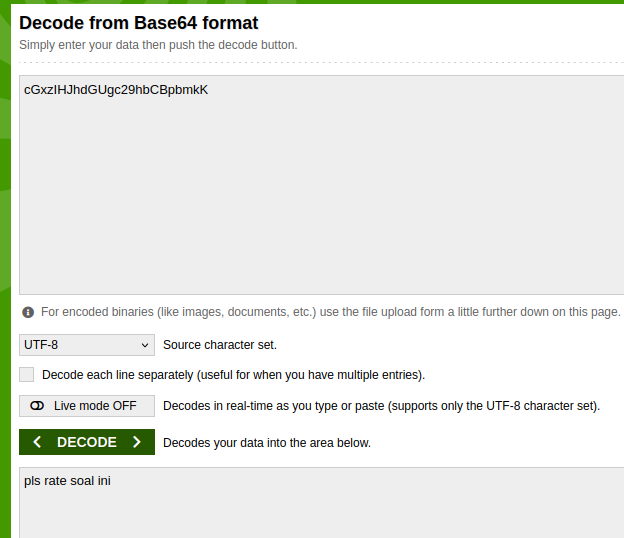 Decode from Base64 format
Simply enter your data then push the decode button.
cGxzIHJhdGUgc29hbCBpbmkK
For encoded binaries (like images, documents, etc.) use the file upload form a little further down on this page.
UTF-8 Source character set.
Decode each line separately (useful for when you have multiple entries).
Live mode OFF Decodes in real-time as you type or paste (supports only the UTF-8 character set).
DECODE Decodes your data into the area below.
pls rate soal ini